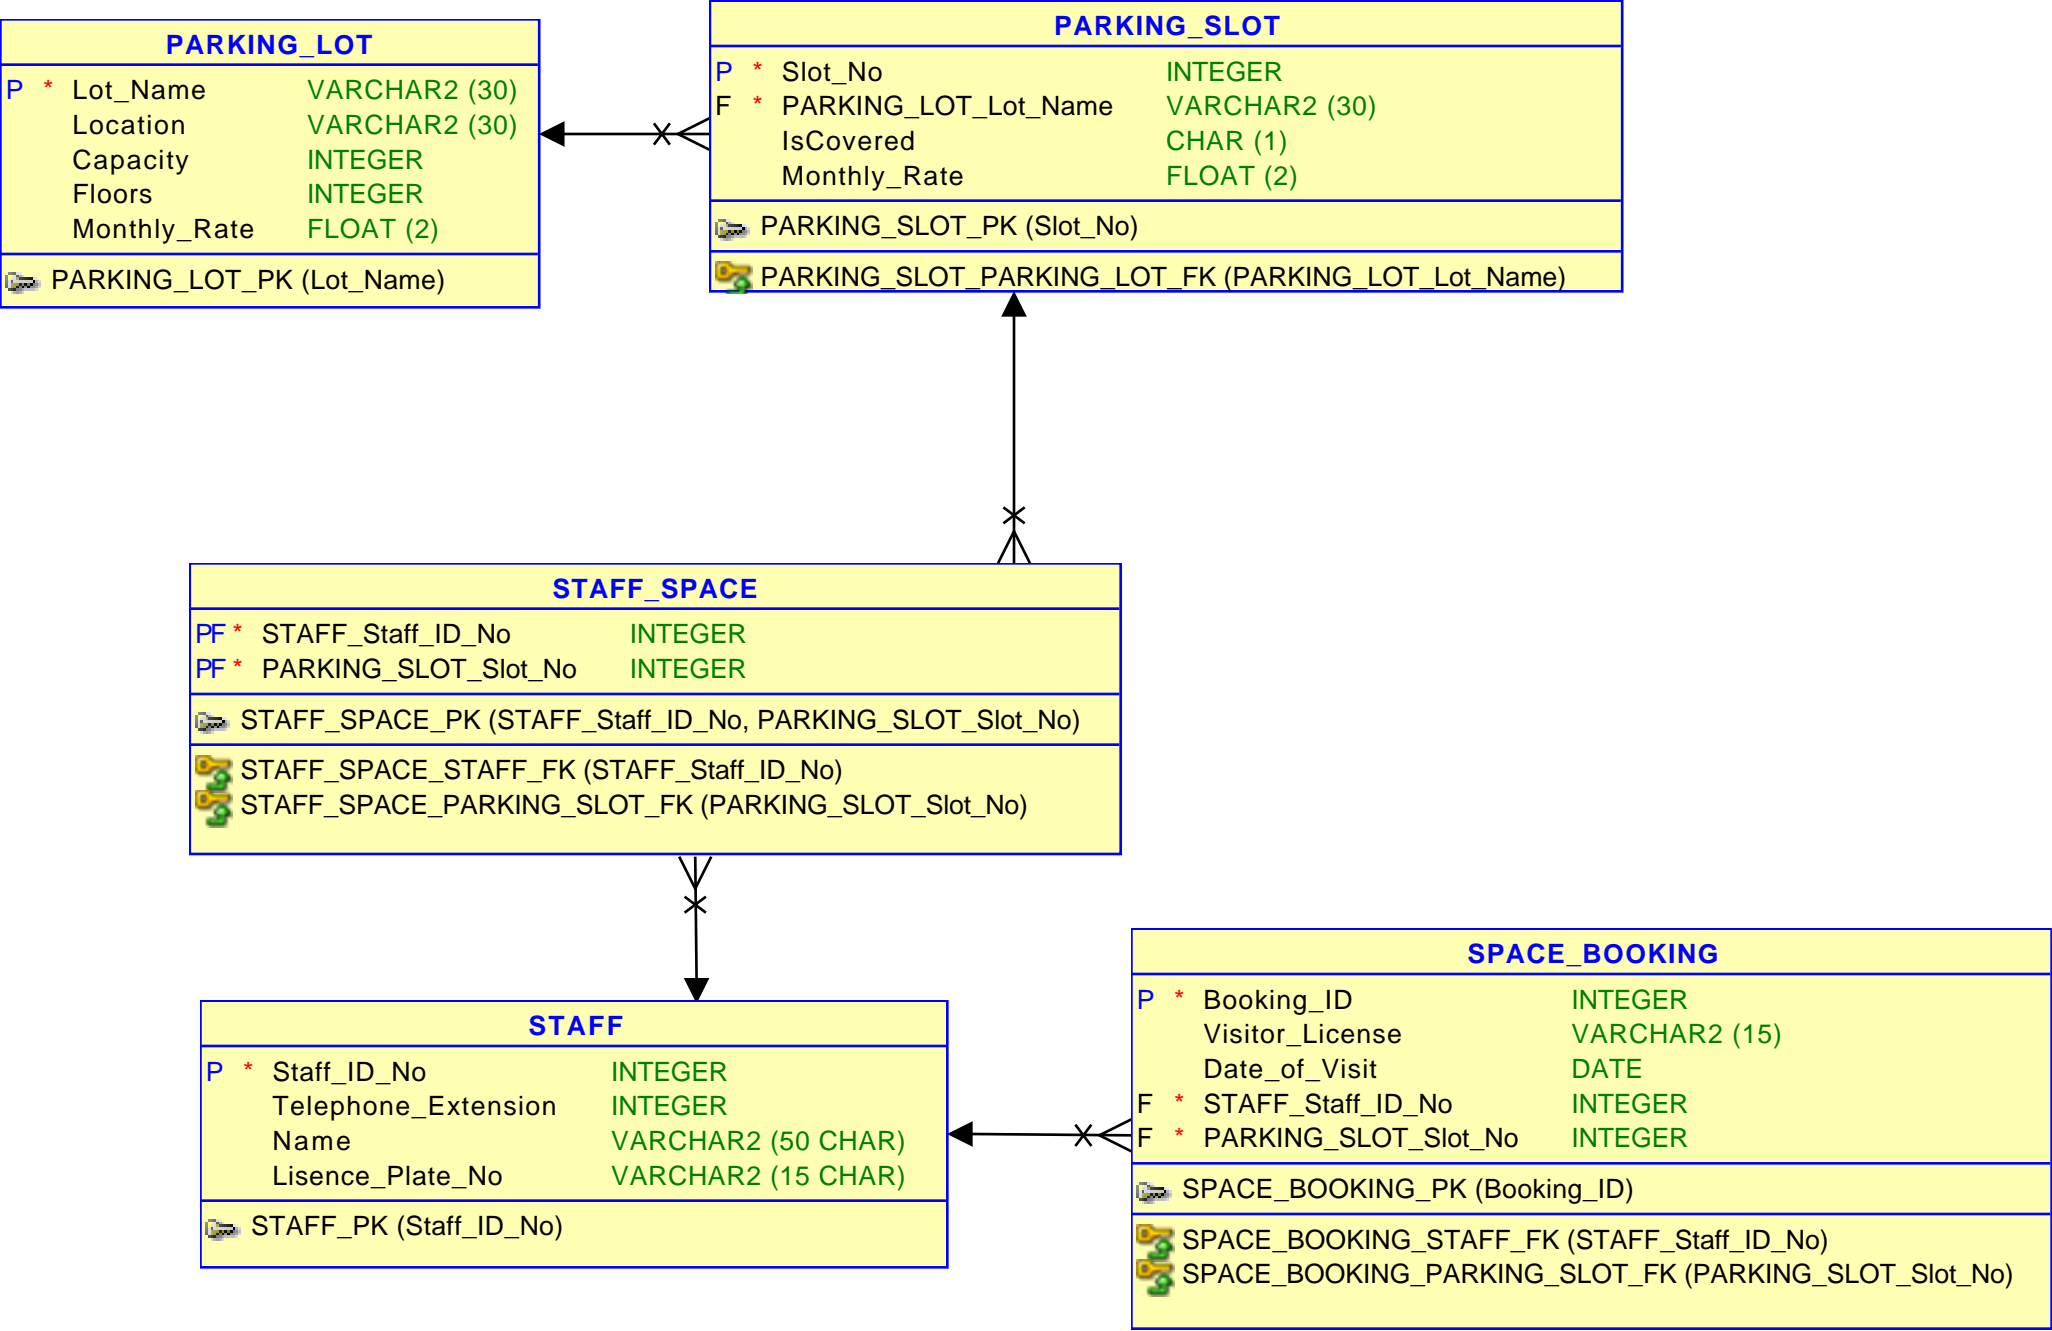 PARKING_LOT
P * Lot_Name VARCHAR2 (30)
Location VARCHAR2 (30)
Capacity INTEGER
Floors INTEGER
Monthly_Rate FLOAT (2)
PARKING_LOT_PK (Lot_Name)
PARKING_SLOT
P * Slot_No INTEGER
F * PARKING_LOT_Lot_Name VARCHAR2 (30)
IsCovered CHAR (1)
Monthly_Rate FLOAT (2)
PARKING_SLOT_PK (Slot_No)
PARKING_SLOT_PARKING_LOT_FK (PARKING_LOT_Lot_Name)
STAFF_SPACE
PF * STAFF_Staff_ID_No INTEGER
PF * PARKING_SLOT_Slot_No INTEGER
STAFF_SPACE_PK (STAFF_Staff_ID_No, PARKING_SLOT_Slot_No)
STAFF_SPACE_STAFF_FK (STAFF_Staff_ID_No)
STAFF_SPACE_PARKING_SLOT_FK (PARKING_SLOT_Slot_No)
STAFF
P * Staff_ID_No INTEGER
Telephone_Extension INTEGER
Name VARCHAR2 (50 CHAR)
Lisence_Plate_No VARCHAR2 (15 CHAR)
STAFF_PK (Staff_ID_No)
SPACE_BOOKING
P * Booking_ID INTEGER
Visitor_License VARCHAR2 (15)
Date_of_Visit DATE
F * STAFF_Staff_ID_No INTEGER
F * PARKING_SLOT_Slot_No INTEGER
SPACE_BOOKING_PK (Booking_ID)
SPACE_BOOKING_STAFF_FK (STAFF_Staff_ID_No)
SPACE_BOOKING_PARKING_SLOT_FK (PARKING_SLOT_Slot_No)